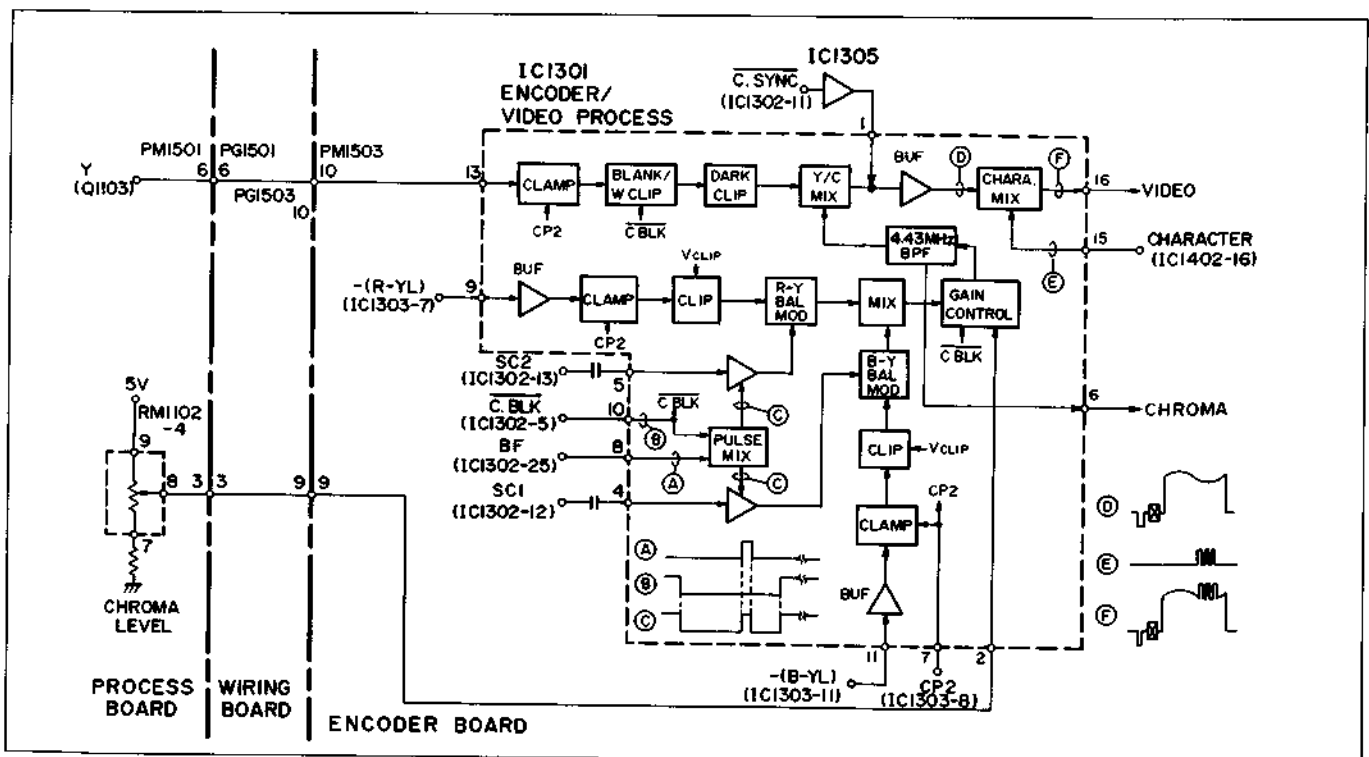 IC1305
C. SYNC
(IC1302-11)
IC1301
ENCODER/
VIDEO PROCESS
1
PM1501
PG1501
PM1503
Y
(Q1103)
6
6
10
PG1503
10
13
CLAMP
CP2
BLANK/
W CLIP
C BLK
DARK
CLIP
Y/C
MIX
BUF
D
CHARA.
MIX
F
16
VIDEO
15
CHARACTER
(IC1402-16)
E
4.43MHz
BPF
-(R-YL)
(IC1303-7)
9
BUF
CLAMP
CP2
VCLIP
CLIP
R-Y
BAL
MOD
MIX
GAIN
CONTROL
C BLK
SC2
(IC1302-13)
5
B-Y
BAL
MOD
6
CHROMA
C. BLK
(IC1302-5)
10
B
C BLK
C
BF
(IC1302-25)
8
A
PULSE
MIX
C
SC1
(IC1302-12)
4
CLIP
VCLIP
CP2
CLAMP
BUF
5V
RM1102
-4
9
8
3
3
9
9
7
CHROMA
LEVEL
A
B
C
D
E
F
11
7
2
-(B-YL)
(IC1303-11)
CP2
(IC1303-8)
PROCESS
BOARD
WIRING
BOARD
ENCODER BOARD